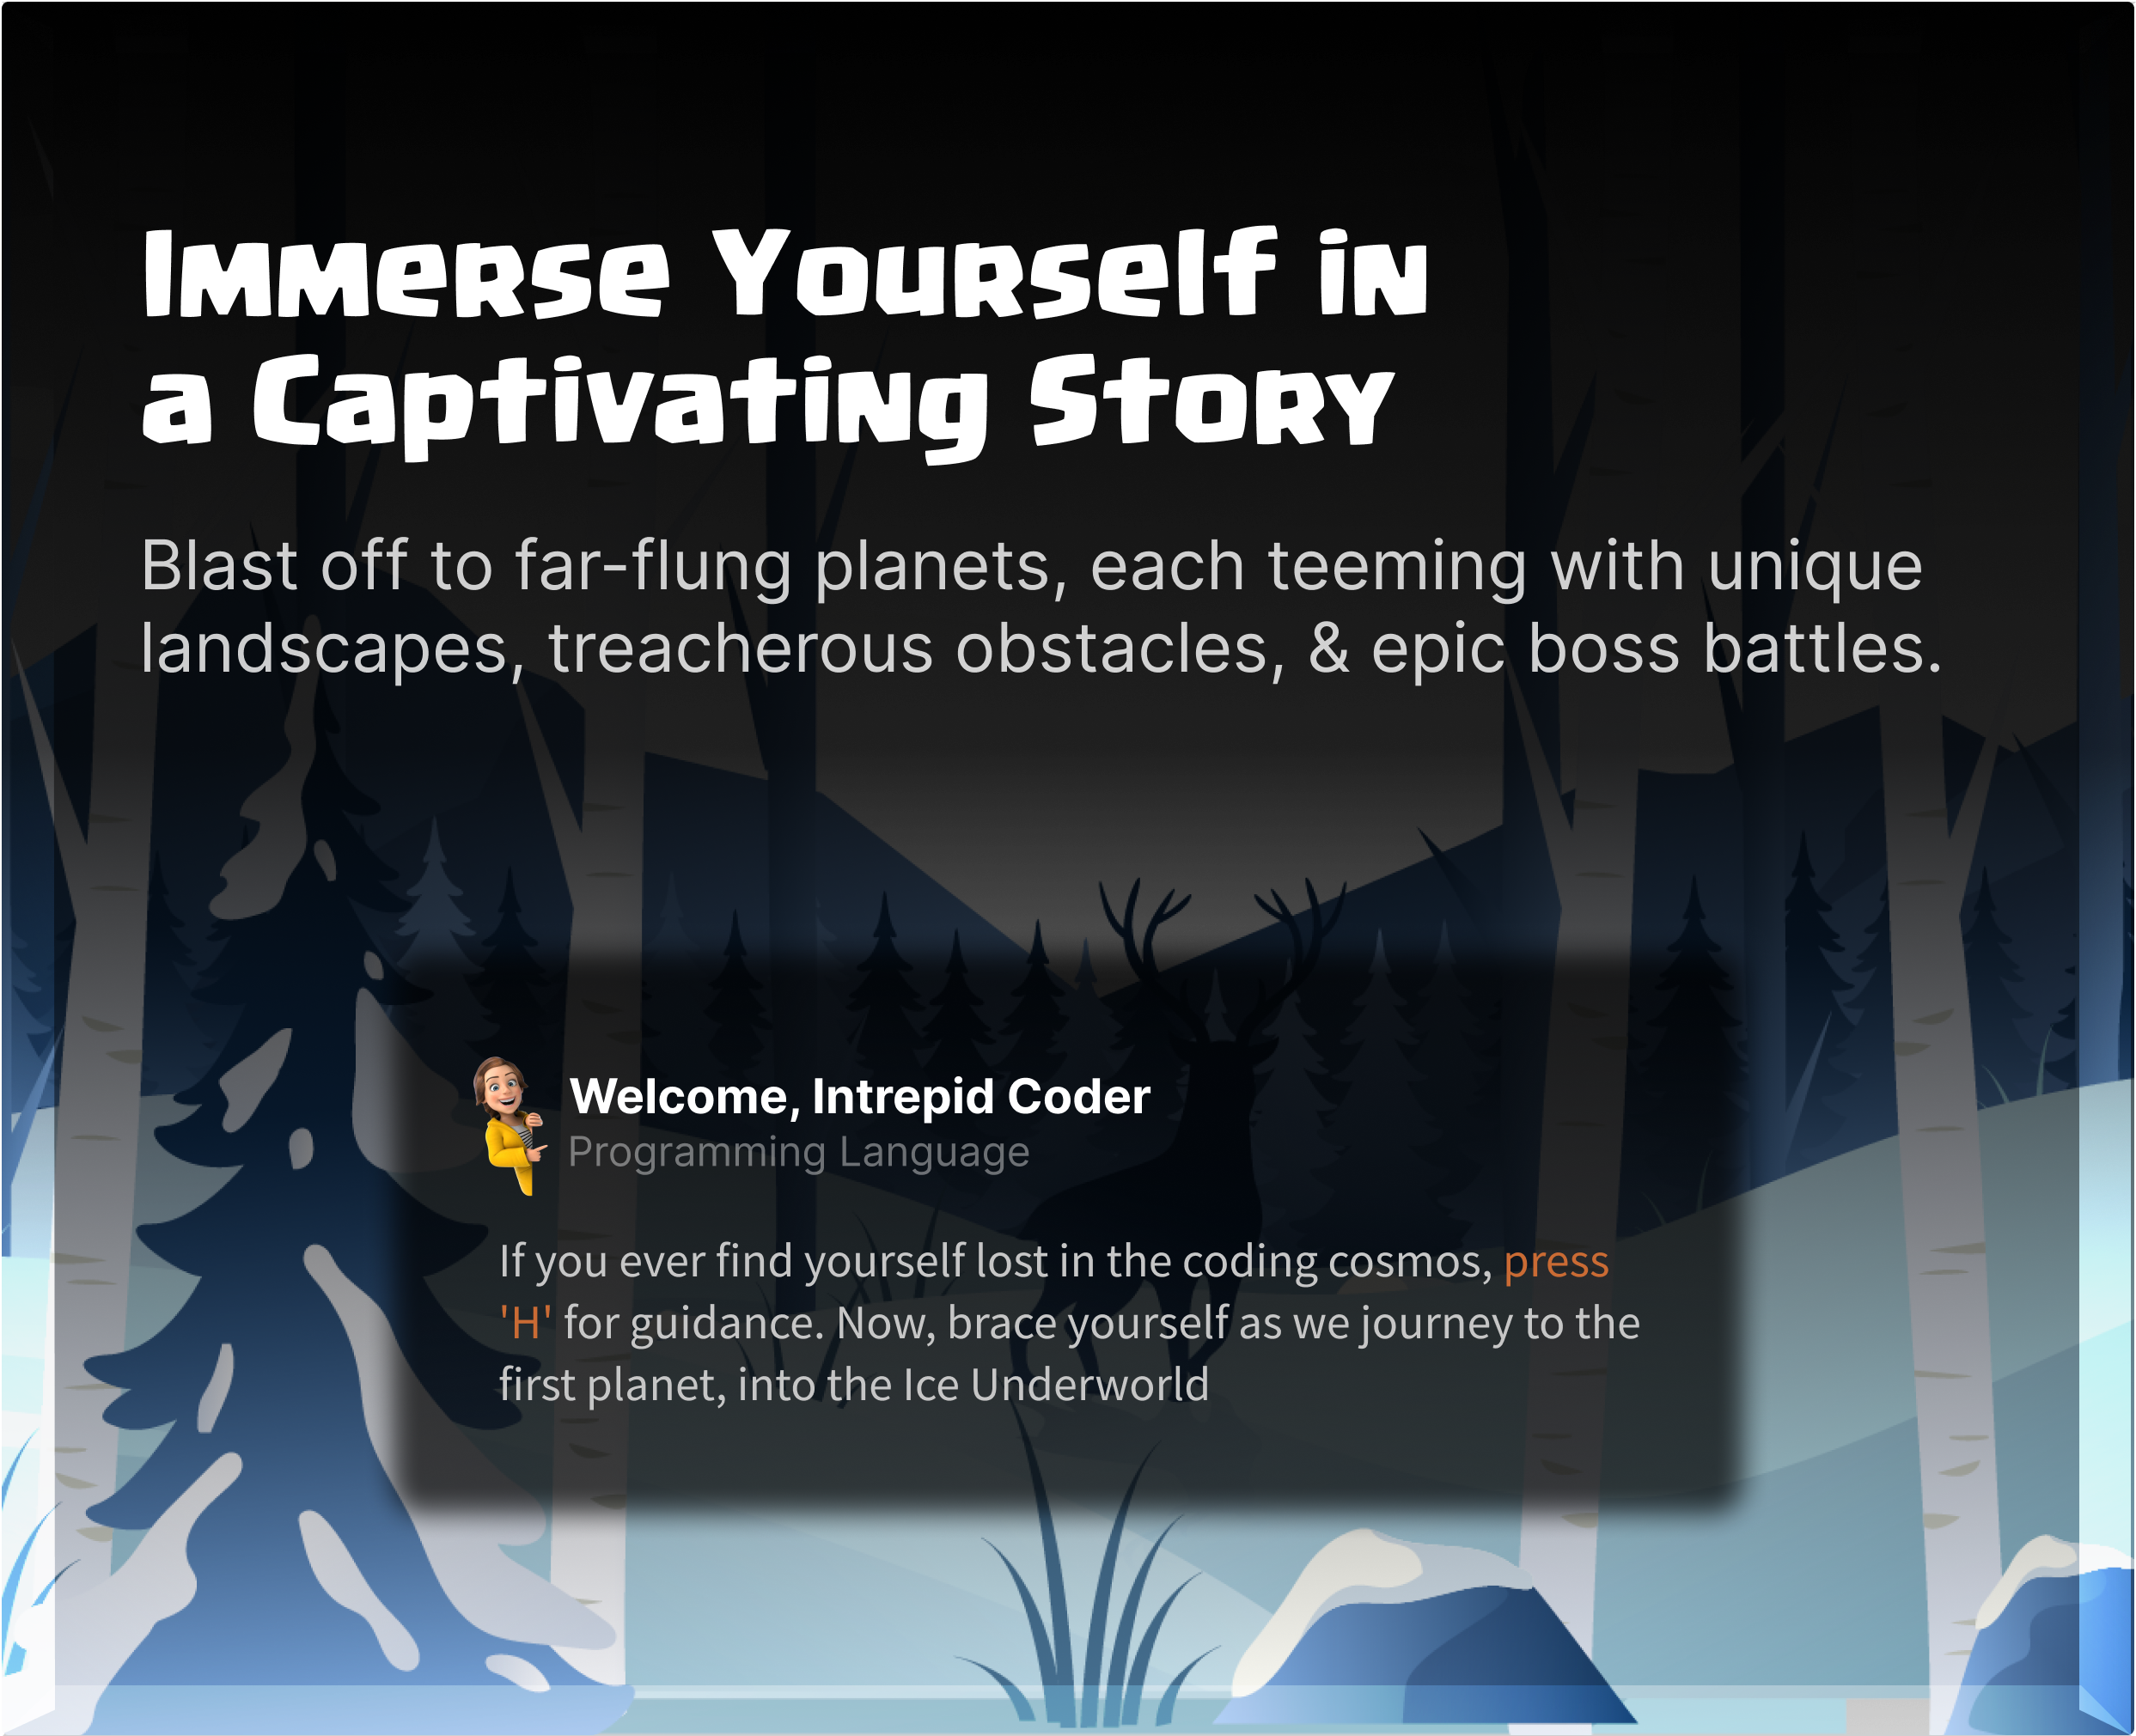 Immerse Yourself in
a Captivating Story
Blast off to far-flung planets, each teeming with unique
landscapes, treacherous obstacles, & epic boss battles.
Welcome, Intrepid Coder
Programming Language
If you ever find yourself lost in the coding cosmos, press
'H' for guidance. Now, brace yourself as we journey to the
first planet, into the Ice Underworld